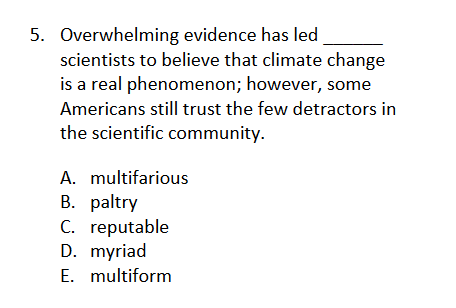 5. Overwhelming evidence has led ______
scientists to believe that climate change
is a real phenomenon; however, some
Americans still trust the few detractors in
the scientific community.
A. multifarious
B. paltry
C. reputable
D. myriad
E. multiform